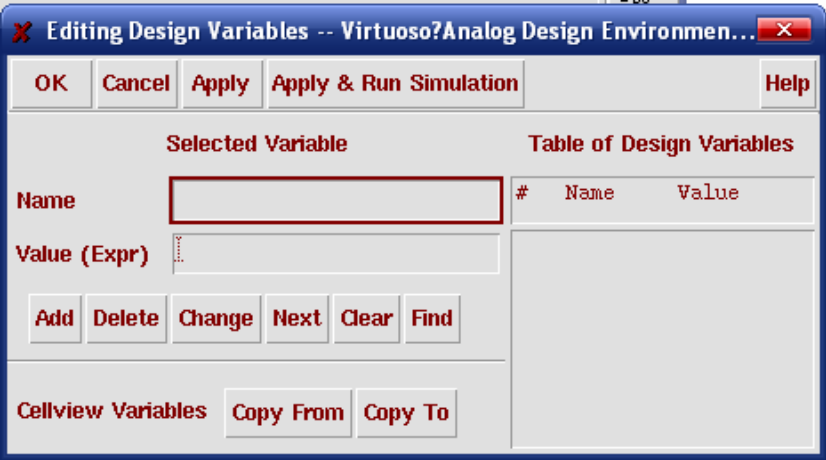 Editing Design Variables -- Virtuoso?Analog Design Environmen...
OK Cancel Apply Apply & Run Simulation Help
Selected Variable
Table of Design Variables
Name
# Name Value
Value (Expr)
Add Delete Change Next Clear Find
Cellview Variables Copy From Copy To